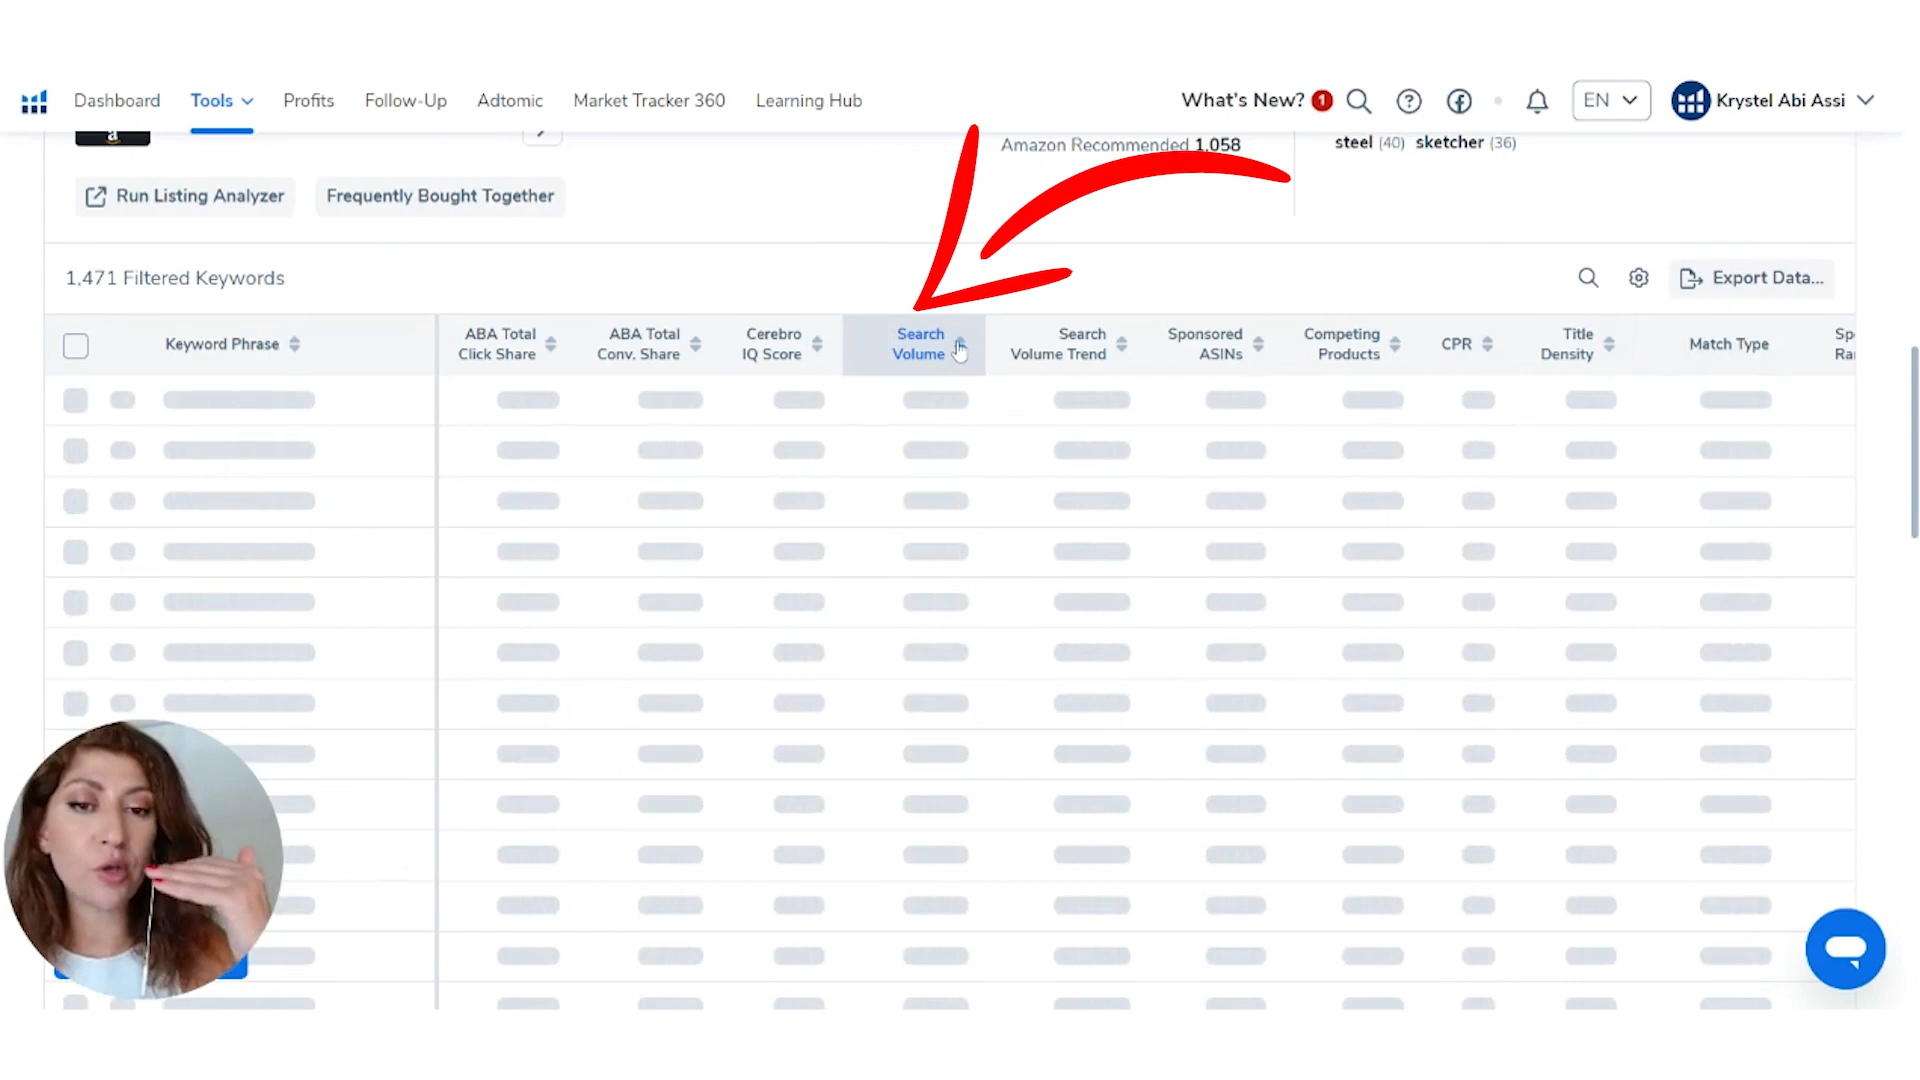 Dashboard Tools Profits Follow-Up Adtomic Market Tracker 360 Learning Hub What's New? 1 EN Krystel Abi Assi
a
Amazon Recommended 1,058
steel (40) sketcher (36)
Run Listing Analyzer Frequently Bought Together
1,471 Filtered Keywords
Export Data...
Keyword Phrase
ABA Total
Click Share
ABA Total
Conv. Share
Cerebro
IQ Score
Search
Volume
Search
Volume Trend
Sponsored
ASINs
Competing
Products
CPR
Title
Density
Match Type
Sp
Ra